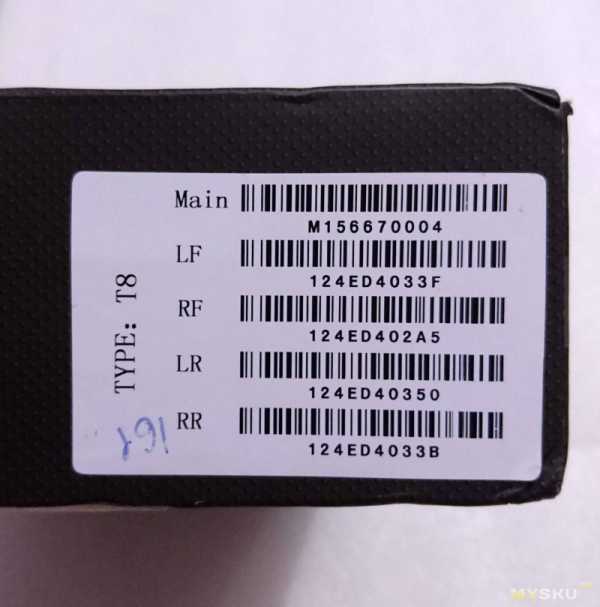 Main
M156670004
LF
124ED4033F
RF
124ED402A5
LR
124ED40350
RR
124ED4033B
TYPE: T8
MYSKU